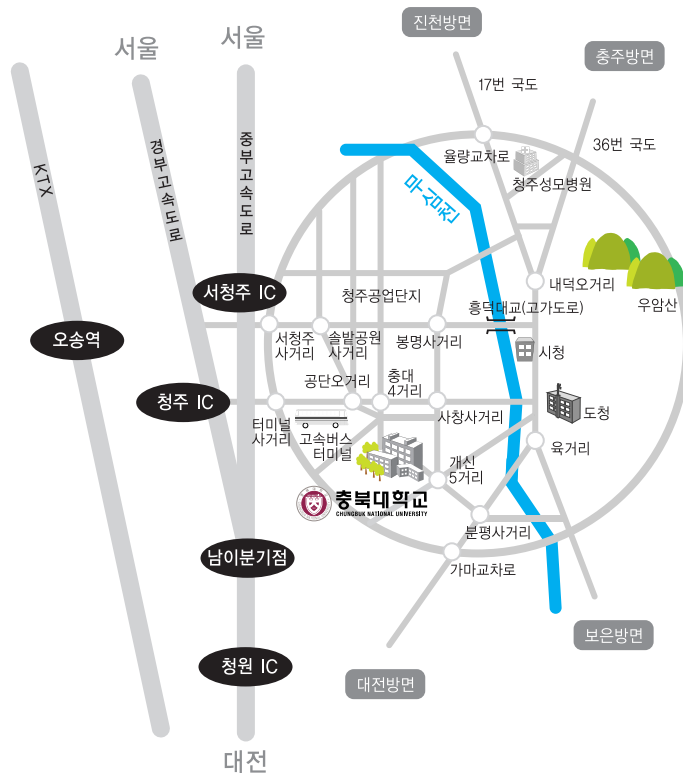 진천방면
서울
서울
충주방면
17번 국도
36번 국도
율량교차로
청주성모병원
KTX
경부고속도로
중부고속도로
무심천
내덕오거리
우암산
서청주 IC
청주공업단지
흥덕대교(고가도로)
오송역
서청주
사거리
솔밭공원
사거리
봉명사거리
시청
공단오거리
충대
4거리
청주 IC
터미널
사거리
고속버스
터미널
사창사거리
도청
육거리
개신
5거리
충북대학교
CHUNGBUK NATIONAL UNIVERSITY
분평사거리
남이분기점
가마교차로
보은방면
청원 IC
대전방면
대전